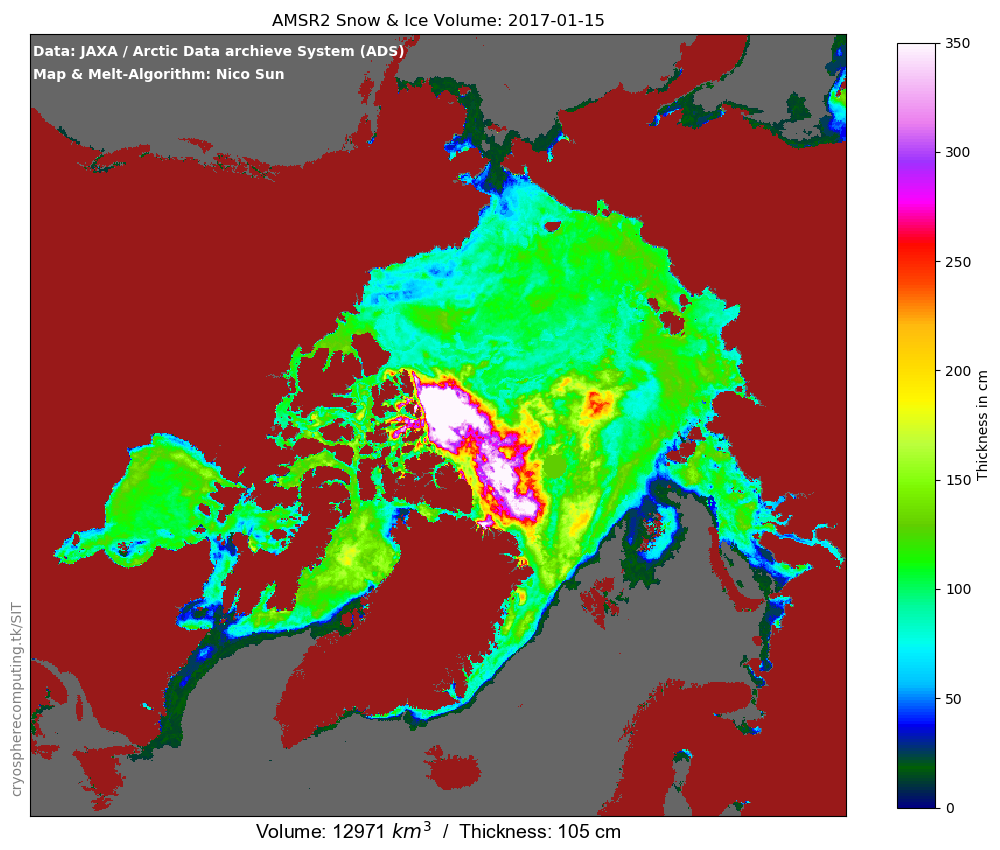 AMSR2 Snow & Ice Volume: 2017-01-15
Data: JAXA / Arctic Data archieve System (ADS)
Map & Melt-Algorithm: Nico Sun
350
300
250
200
150
100
50
0
Thickness in cm
cryospherecomputing.tk/SIT
Volume: 12971 km³ / Thickness: 105 cm